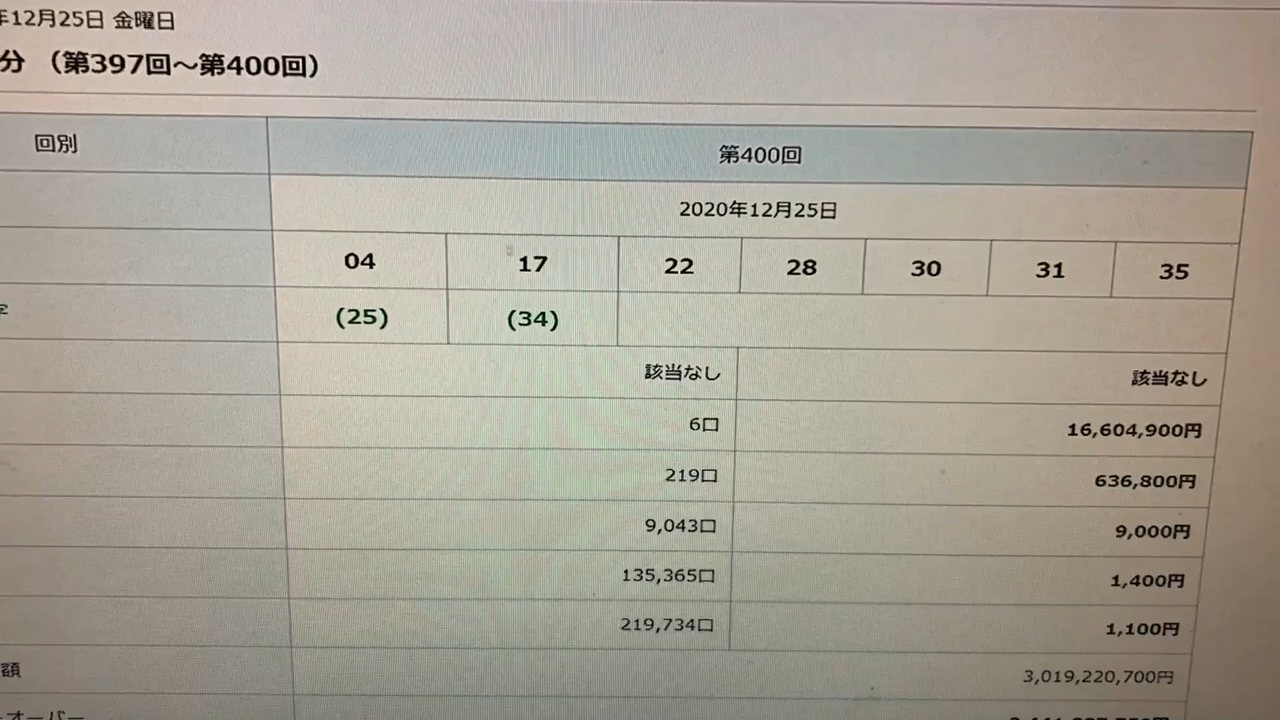 年12月25日 金曜日
分 （第397回～第400回）
回別 第400回
2020年12月25日
04 17 22 28 30 31 35
字 (25) (34)
該当なし 該当なし
6口 16,604,900円
219口 636,800円
9,043口 9,000円
135,365口 1,400円
219,734口 1,100円
額 3,019,220,700円
オーバー